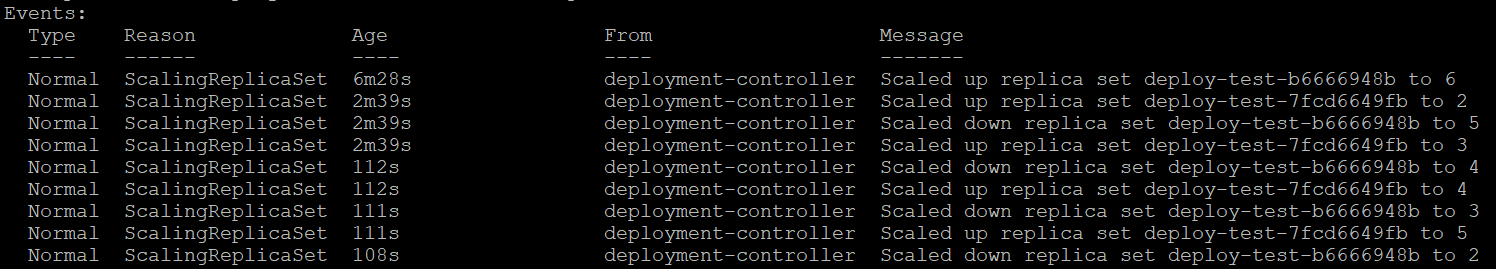 Events:
Type Reason Age From Message
---- ------ ---- ---- -------
Normal ScalingReplicaSet 6m28s deployment-controller Scaled up replica set deploy-test-b6666948b to 6
Normal ScalingReplicaSet 2m39s deployment-controller Scaled up replica set deploy-test-7fcd6649fb to 2
Normal ScalingReplicaSet 2m39s deployment-controller Scaled down replica set deploy-test-b6666948b to 5
Normal ScalingReplicaSet 2m39s deployment-controller Scaled up replica set deploy-test-7fcd6649fb to 3
Normal ScalingReplicaSet 112s deployment-controller Scaled down replica set deploy-test-b6666948b to 4
Normal ScalingReplicaSet 112s deployment-controller Scaled up replica set deploy-test-7fcd6649fb to 4
Normal ScalingReplicaSet 111s deployment-controller Scaled down replica set deploy-test-b6666948b to 3
Normal ScalingReplicaSet 111s deployment-controller Scaled up replica set deploy-test-7fcd6649fb to 5
Normal ScalingReplicaSet 108s deployment-controller Scaled down replica set deploy-test-b6666948b to 2